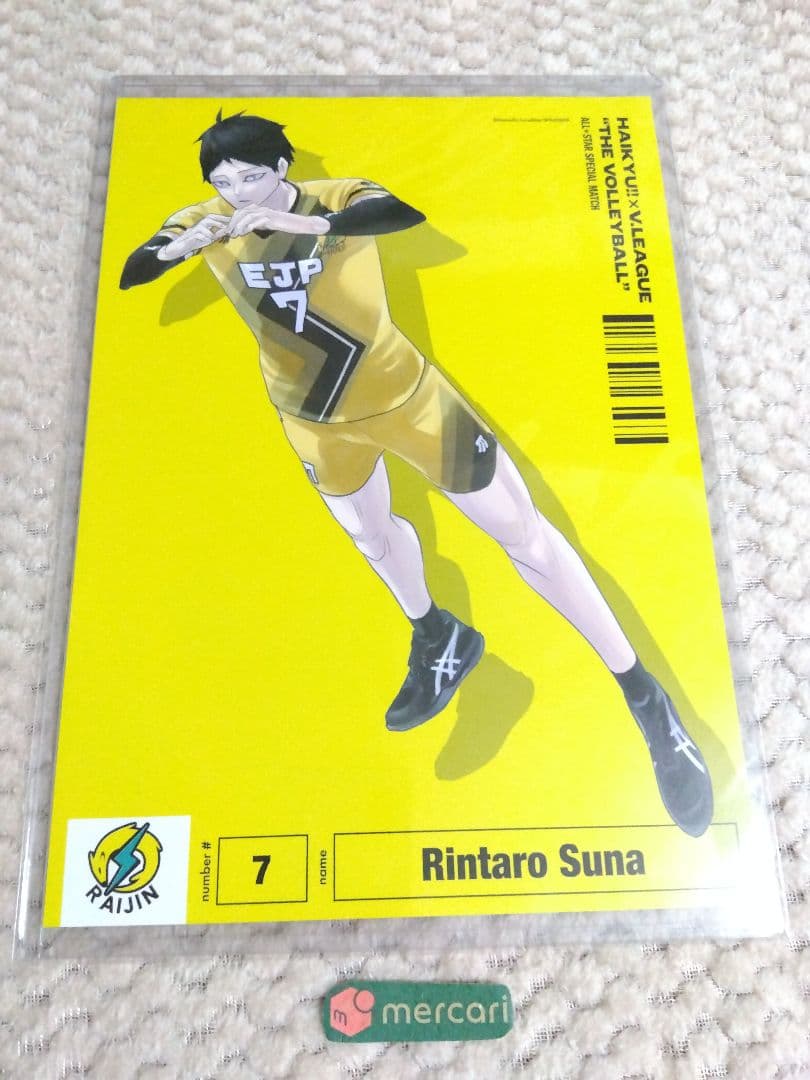 HAIKYU!! × V.LEAGUE
"THE VOLLEYBALL"
ALL★STAR SPECIAL MATCH
EJP
7
RAIJIN
number #
7
name
Rintaro Suna
mercari